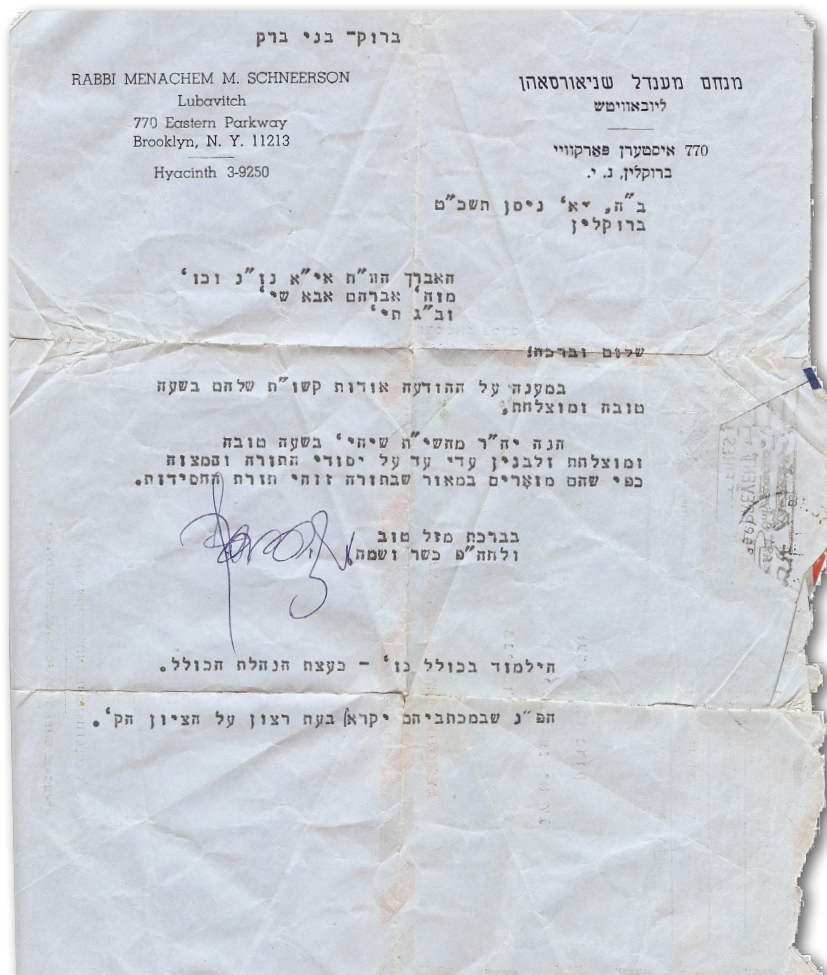 ברוק- בני ברק
RABBI MENACHEM M. SCHNEERSON
Lubavitch
770 Eastern Parkway
Brooklyn, N. Y. 11213
Hyacinth 3-9250
מנחם מענדל שניאורסאהן
ליובאוויטש
770 איסטערן פארקוויי
ברוקלין, נ. י.
ב"ה, יא' ניסן תשכ"ט
ברוקלין
האברך הוו"ח אי"א נו"נ וכו'
מוה' אברהם אבא שי'
וב"ג תי'
שלום וברכה!
במענה על ההודעה אודות קשו"ת שלהם בשעה
טובה ומוצלחת,
הנה יה"ר מהשי"ת שיהי' בשעה טובה
ומוצלחת ולבנין עדי עד על יסודי התורה והמצוה
כפי שהם מוארים במאור שבתורה זוהי תורת החסידות.
בברכת מזל טוב
ולחה"פ כשר ושמח
תילמוד בכולל כו' - כעצת הנהלת הכולל.
הפ"נ שבמכתביהם יקרא בעת רצון על הציון הק'.